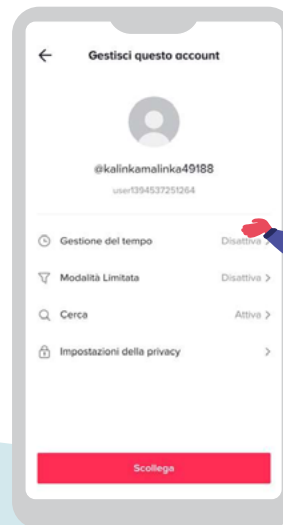 Gestisci questo account
@kalinkamalinka49188
user1394537251264
Gestione del tempo Disattiva
Modalità Limitata Disattiva
Cerca Attiva
Impostazioni della privacy
Scollega